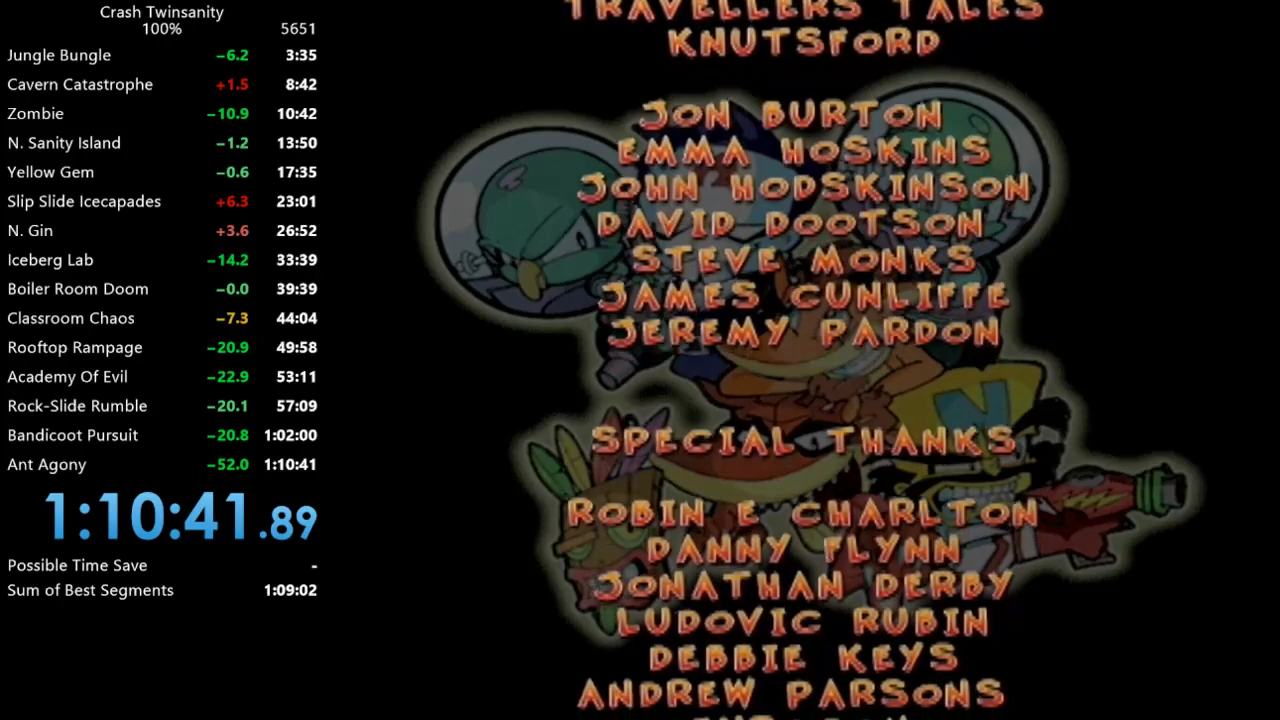 Crash Twinsanity
100% 5651
Jungle Bungle −6.2 3:35
Cavern Catastrophe +1.5 8:42
Zombie −10.9 10:42
N. Sanity Island −1.2 13:50
Yellow Gem −0.6 17:35
Slip Slide Icecapades +6.3 23:01
N. Gin +3.6 26:52
Iceberg Lab −14.2 33:39
Boiler Room Doom −0.0 39:39
Classroom Chaos −7.3 44:04
Rooftop Rampage −20.9 49:58
Academy Of Evil −22.9 53:11
Rock-Slide Rumble −20.1 57:09
Bandicoot Pursuit −20.8 1:02:00
Ant Agony −52.0 1:10:41
1:10:41.89
Possible Time Save -
Sum of Best Segments 1:09:02
TRAVELLERS TALES
KNUTSFORD
JON BURTON
EMMA HOSKINS
JOHN HODSKINSON
DAVID DOOTSON
STEVE MONKS
JAMES CUNLIFFE
JEREMY PARDON
SPECIAL THANKS
ROBIN E CHARLTON
DANNY FLYNN
JONATHAN DERBY
LUDOVIC RUBIN
DEBBIE KEYS
ANDREW PARSONS
N